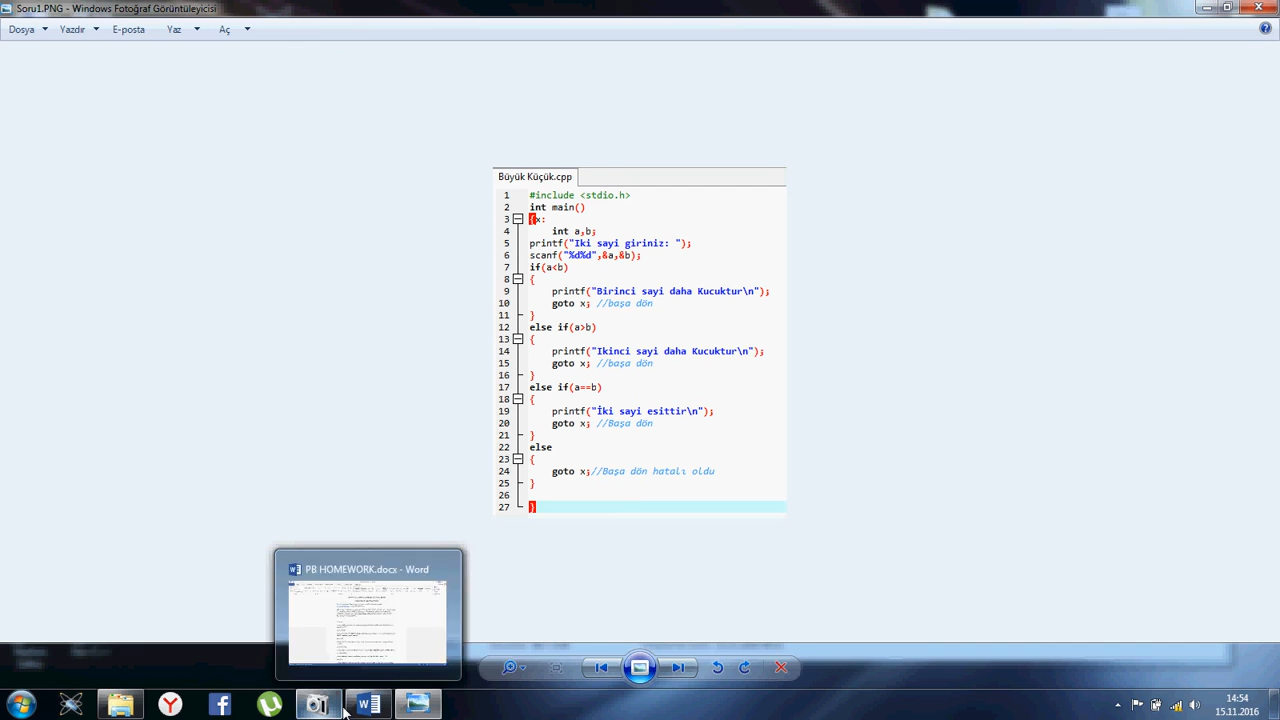 Soru1.PNG - Windows Fotoğraf Görüntüleyicisi
Dosya Yazdır E-posta Yaz Aç
Büyük Küçük.cpp
1 #include <stdio.h>
2 int main()
3 {x:
4 int a,b;
5 printf("Iki sayi giriniz: ");
6 scanf("%d%d",&a,&b);
7 if(a<b)
8 {
9 printf("Birinci sayi daha Kucuktur\n");
10 goto x; //başa dön
11 }
12 else if(a>b)
13 {
14 printf("Ikinci sayi daha Kucuktur\n");
15 goto x; //başa dön
16 }
17 else if(a==b)
18 {
19 printf("İki sayi esittir\n");
20 goto x; //Başa dön
21 }
22 else
23 {
24 goto x;//Başa dön hatalı oldu
25 }
26
27 }
PB HOMEWORK.docx - Word
14:54
15.11.2016